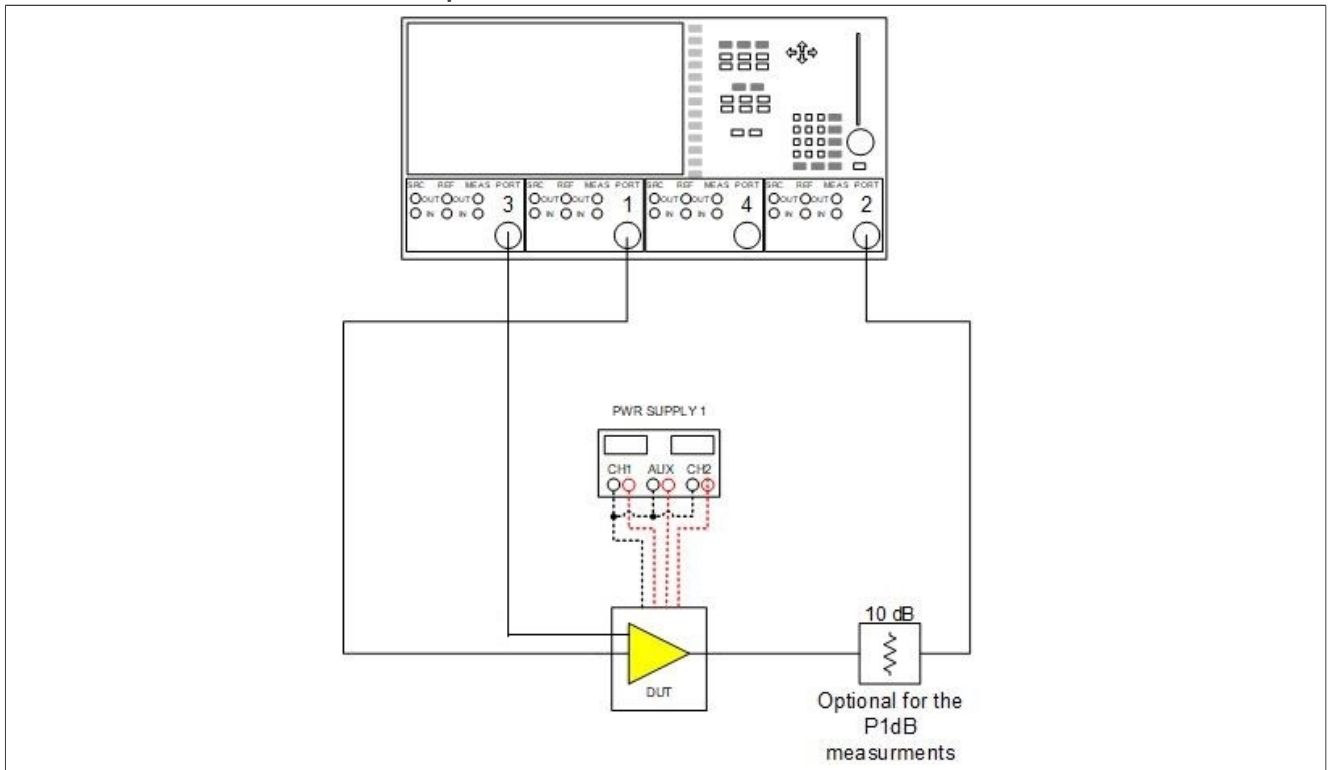 SRC REF MEAS PORT SRC REF MEAS PORT SRC REF MEAS PORT SRC REF MEAS PORT
OUT OUT 3 OUT OUT 1 OUT OUT 4 OUT OUT 2
IN IN IN IN IN IN IN IN
PWR SUPPLY 1
CH1 AUX CH2
10 dB
DUT
Optional for the
P1dB
measurments